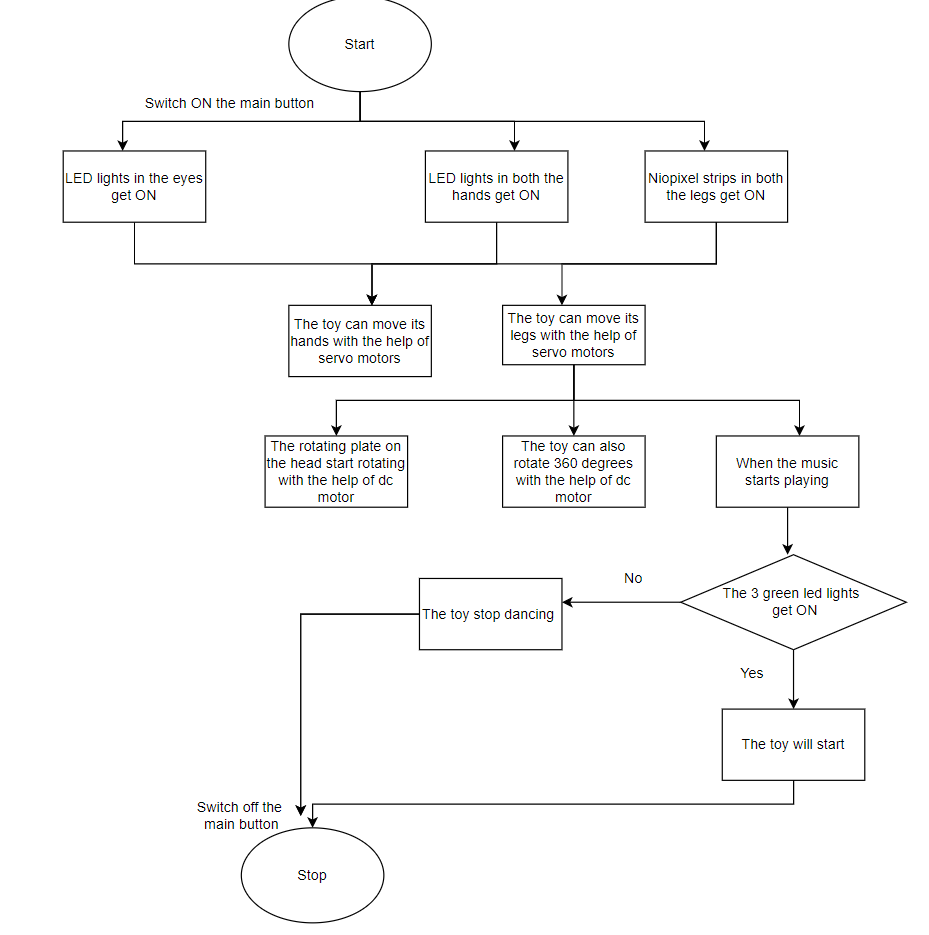 Start
Switch ON the main button
LED lights in the eyes
get ON
LED lights in both the
hands get ON
Niopixel strips in both
the legs get ON
The toy can move its
hands with the help of
servo motors
The toy can move its
legs with the help of
servo motors
The rotating plate on
the head start rotating
with the help of dc
motor
The toy can also
rotate 360 degrees
with the help of dc
motor
When the music
starts playing
The 3 green led lights
get ON
No
The toy stop dancing
Yes
The toy will start
Switch off the
main button
Stop